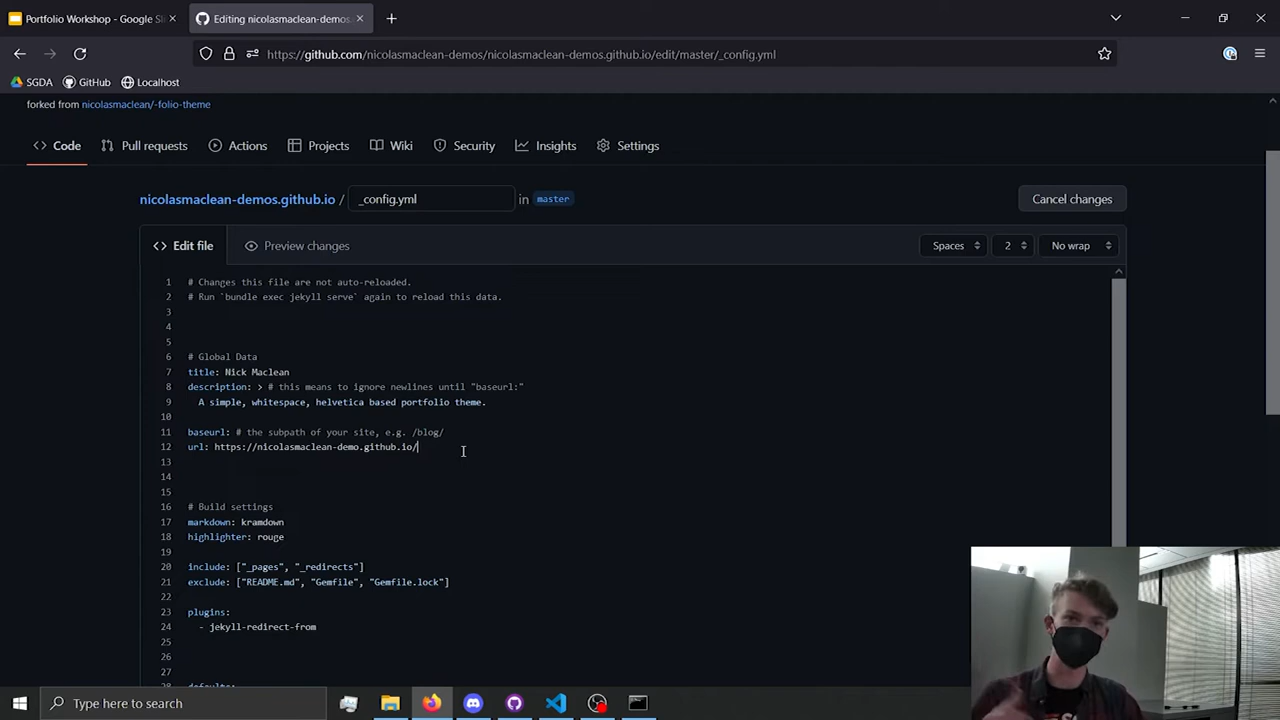 Portfolio Workshop - Google Sli
Editing nicolasmaclean-demos.
https://github.com/nicolasmaclean-demos/nicolasmaclean-demos.github.io/edit/master/_config.yml
SGDA
GitHub
Localhost
forked from nicolasmaclean/-folio-theme
Code
Pull requests
Actions
Projects
Wiki
Security
Insights
Settings
nicolasmaclean-demos.github.io / _config.yml in master
Cancel changes
Edit file
Preview changes
Spaces
2
No wrap
1 # Changes this file are not auto-reloaded.
2 # Run `bundle exec jekyll serve` again to reload this data.
3
4
5
6 # Global Data
7 title: Nick Maclean
8 description: > # this means to ignore newlines until "baseurl:"
9 A simple, whitespace, helvetica based portfolio theme.
10
11 baseurl: # the subpath of your site, e.g. /blog/
12 url: https://nicolasmaclean-demo.github.io/
13
14
15
16 # Build settings
17 markdown: kramdown
18 highlighter: rouge
19
20 include: ["_pages", "_redirects"]
21 exclude: ["README.md", "Gemfile", "Gemfile.lock"]
22
23 plugins:
24 - jekyll-redirect-from
25
26
27
28 defaults:
Type here to search